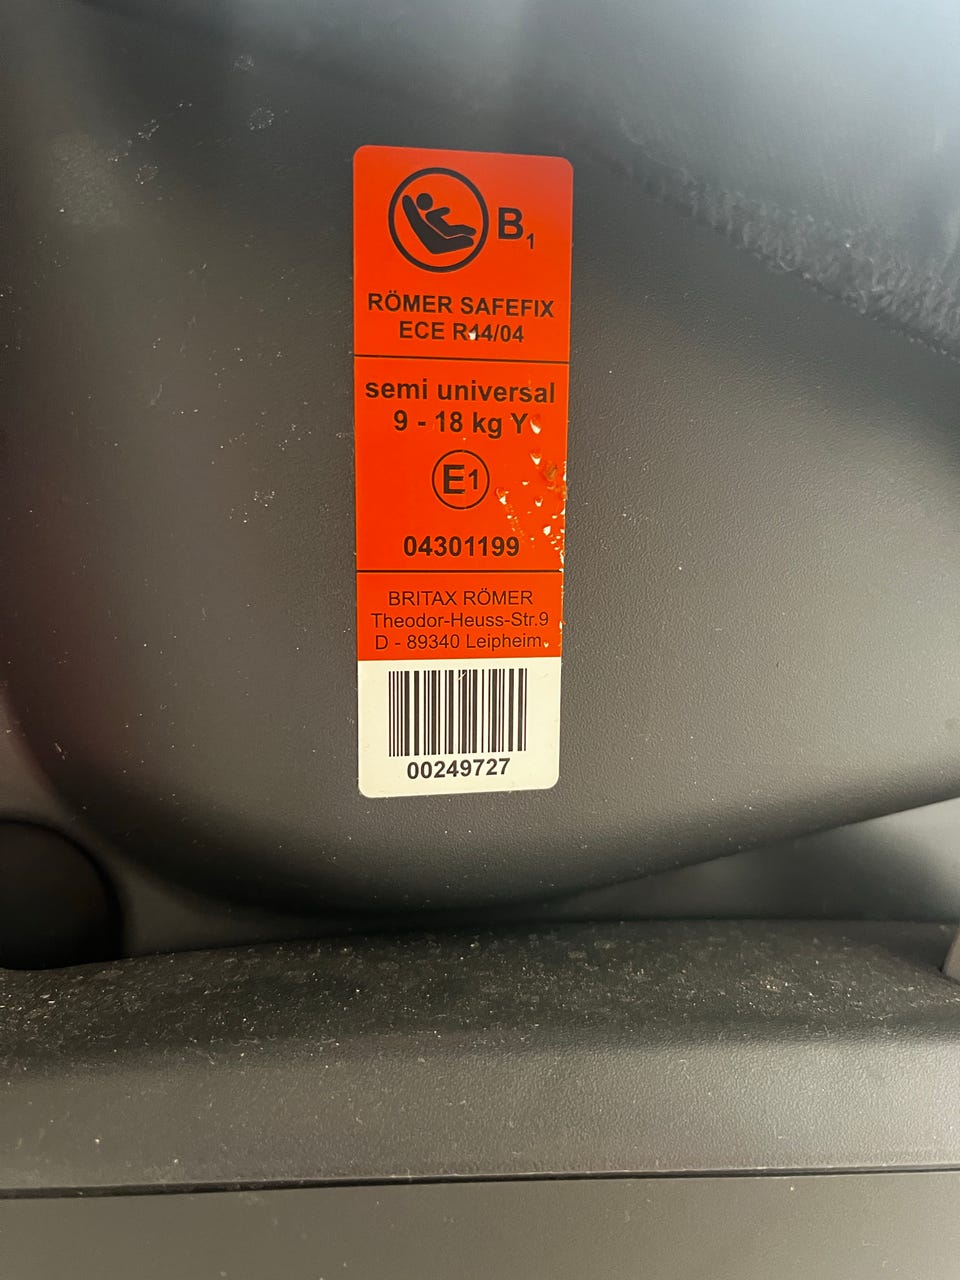 B1
RÖMER SAFEFIX
ECE R44/04
semi universal
9 - 18 kg Y
E1
04301199
BRITAX RÖMER
Theodor-Heuss-Str.9
D - 89340 Leipheim
00249727